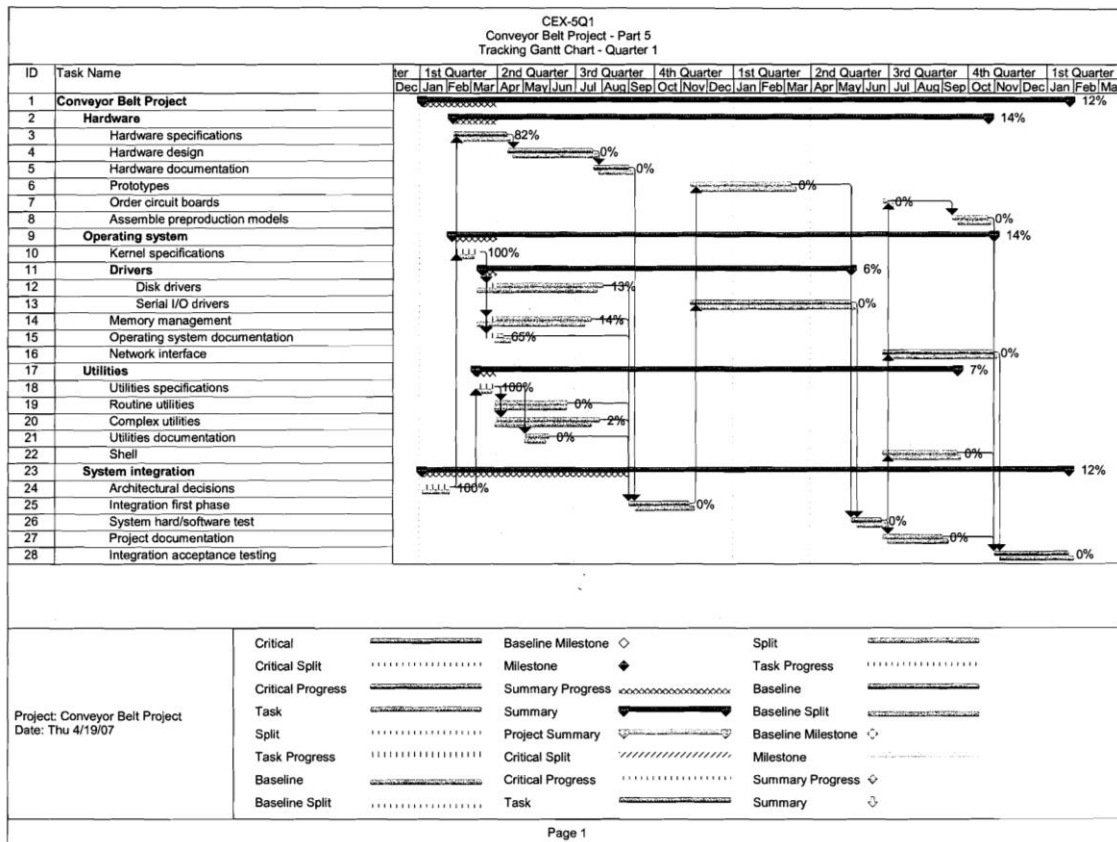 CEX-5Q1
Conveyor Belt Project - Part 5
Tracking Gantt Chart - Quarter 1
ID Task Name ter 1st Quarter 2nd Quarter 3rd Quarter 4th Quarter 1st Quarter 2nd Quarter 3rd Quarter 4th Quarter 1st Quarter
Dec Jan Feb Mar Apr May Jun Jul Aug Sep Oct Nov Dec Jan Feb Mar Apr May Jun Jul Aug Sep Oct Nov Dec Jan Feb Ma
1 Conveyor Belt Project 12%
2 Hardware 14%
3 Hardware specifications 82%
4 Hardware design 0%
5 Hardware documentation 0%
6 Prototypes 0%
7 Order circuit boards 0%
8 Assemble preproduction models 0%
9 Operating system 14%
10 Kernel specifications 100%
11 Drivers 6%
12 Disk drivers 13%
13 Serial I/O drivers 0%
14 Memory management 14%
15 Operating system documentation 65%
16 Network interface 0%
17 Utilities 7%
18 Utilities specifications 100%
19 Routine utilities 0%
20 Complex utilities 2%
21 Utilities documentation 0%
22 Shell 0%
23 System integration 12%
24 Architectural decisions 100%
25 Integration first phase 0%
26 System hard/software test 0%
27 Project documentation 0%
28 Integration acceptance testing 0%
Project: Conveyor Belt Project
Date: Thu 4/19/07
Critical Baseline Milestone Split
Critical Split Milestone Task Progress
Critical Progress Summary Progress Baseline
Task Summary Baseline Split
Split Project Summary Baseline Milestone
Task Progress Critical Split Milestone
Baseline Critical Progress Summary Progress
Baseline Split Task Summary
Page 1